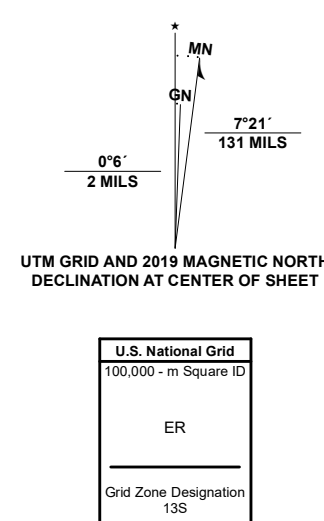 ★
MN
GN
7°21´
131 MILS
0°6´
2 MILS
UTM GRID AND 2019 MAGNETIC NORTH
DECLINATION AT CENTER OF SHEET
U.S. National Grid
100,000 - m Square ID
ER
Grid Zone Designation
13S